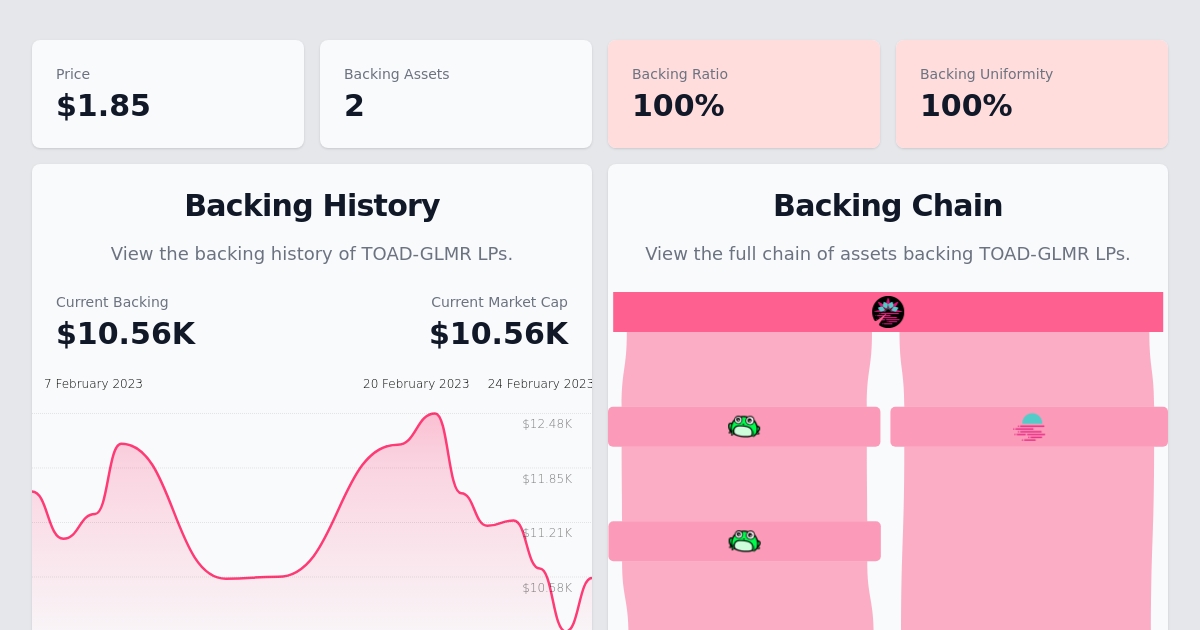 Price
$1.85
Backing Assets
2
Backing Ratio
100%
Backing Uniformity
100%
Backing History
View the backing history of TOAD-GLMR LPs.
Current Backing
$10.56K
Current Market Cap
$10.56K
7 February 2023
20 February 2023
24 February 2023
$12.48K
$11.85K
$11.21K
$10.58K
Backing Chain
View the full chain of assets backing TOAD-GLMR LPs.